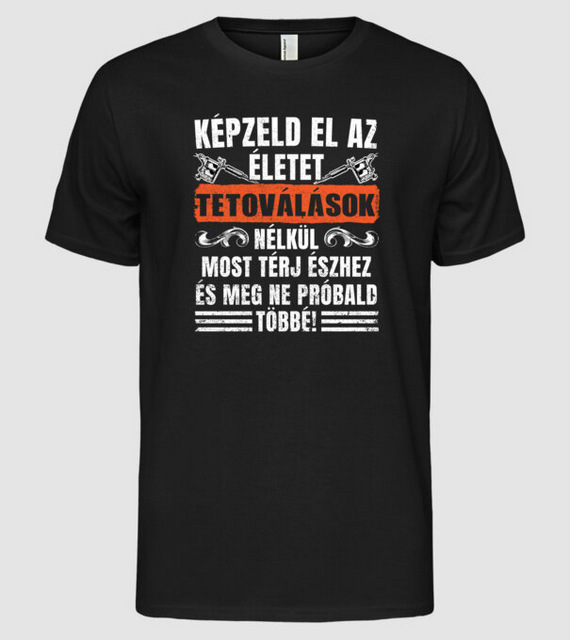 KÉPZELD EL AZ
ÉLETET
TETOVÁLÁSOK
NÉLKÜL
MOST TÉRJ ÉSZHEZ
ÉS MEG NE PRÓBALD
TÖBBÉ!